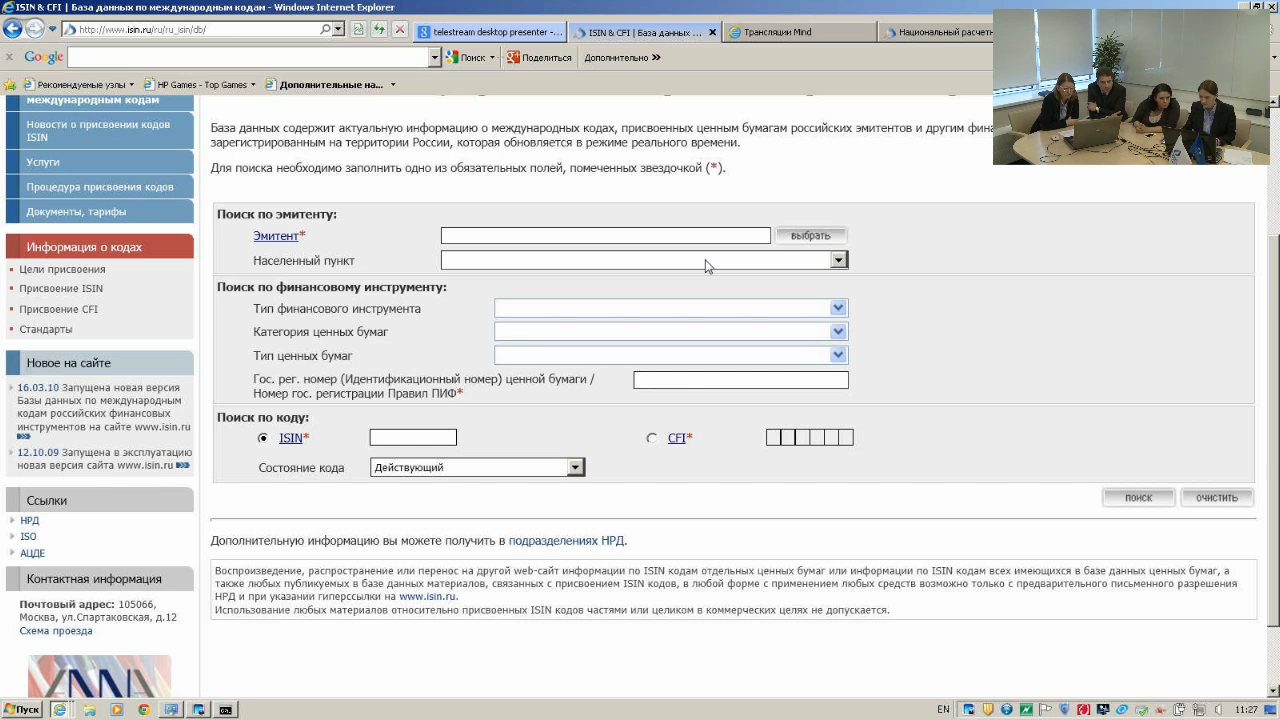 ISIN & CFI | База данных по международным кодам - Windows Internet Explorer
http://www.isin.ru/ru/ru_isin/db/
telestream desktop presenter -...
ISIN & CFI | База данных ...
Трансляции Mind
Национальный расчетн
Google
Поиск
Поделиться
Дополнительно »
Рекомендуемые узлы
HP Games - Top Games
Дополнительные на...
международным кодам
Новости о присвоении кодов
ISIN
Услуги
Процедура присвоения кодов
Документы, тарифы
Информация о кодах
Цели присвоения
Присвоение ISIN
Присвоение CFI
Стандарты
Новое на сайте
16.03.10 Запущена новая версия
Базы данных по международным
кодам российских финансовых
инструментов на сайте www.isin.ru
12.10.09 Запущена в эксплуатацию
новая версия сайта www.isin.ru
Ссылки
НРД
ISO
АЦДЕ
Контактная информация
Почтовый адрес: 105066,
Москва, ул.Спартаковская, д.12
Схема проезда
База данных содержит актуальную информацию о международных кодах, присвоенных ценным бумагам российских эмитентов и другим фина
зарегистрированным на территории России, которая обновляется в режиме реального времени.
Для поиска необходимо заполнить одно из обязательных полей, помеченных звездочкой (*).
Поиск по эмитенту:
Эмитент*
выбрать
Населенный пункт
Поиск по финансовому инструменту:
Тип финансового инструмента
Категория ценных бумаг
Тип ценных бумаг
Гос. рег. номер (Идентификационный номер) ценной бумаги /
Номер гос. регистрации Правил ПИФ*
Поиск по коду:
ISIN*
CFI*
Состояние кода
Действующий
поиск
очистить
Дополнительную информацию вы можете получить в подразделениях НРД.
Воспроизведение, распространение или перенос на другой web-сайт информации по ISIN кодам отдельных ценных бумаг или информации по ISIN кодам всех имеющихся в базе данных ценных бумаг, а
также любых публикуемых в базе данных материалов, связанных с присвоением ISIN кодов, в любой форме с применением любых средств возможно только с предварительного письменного разрешения
НРД и при указании гиперссылки на www.isin.ru.
Использование любых материалов относительно присвоенных ISIN кодов частями или целиком в коммерческих целях не допускается.
Пуск
EN
11:27